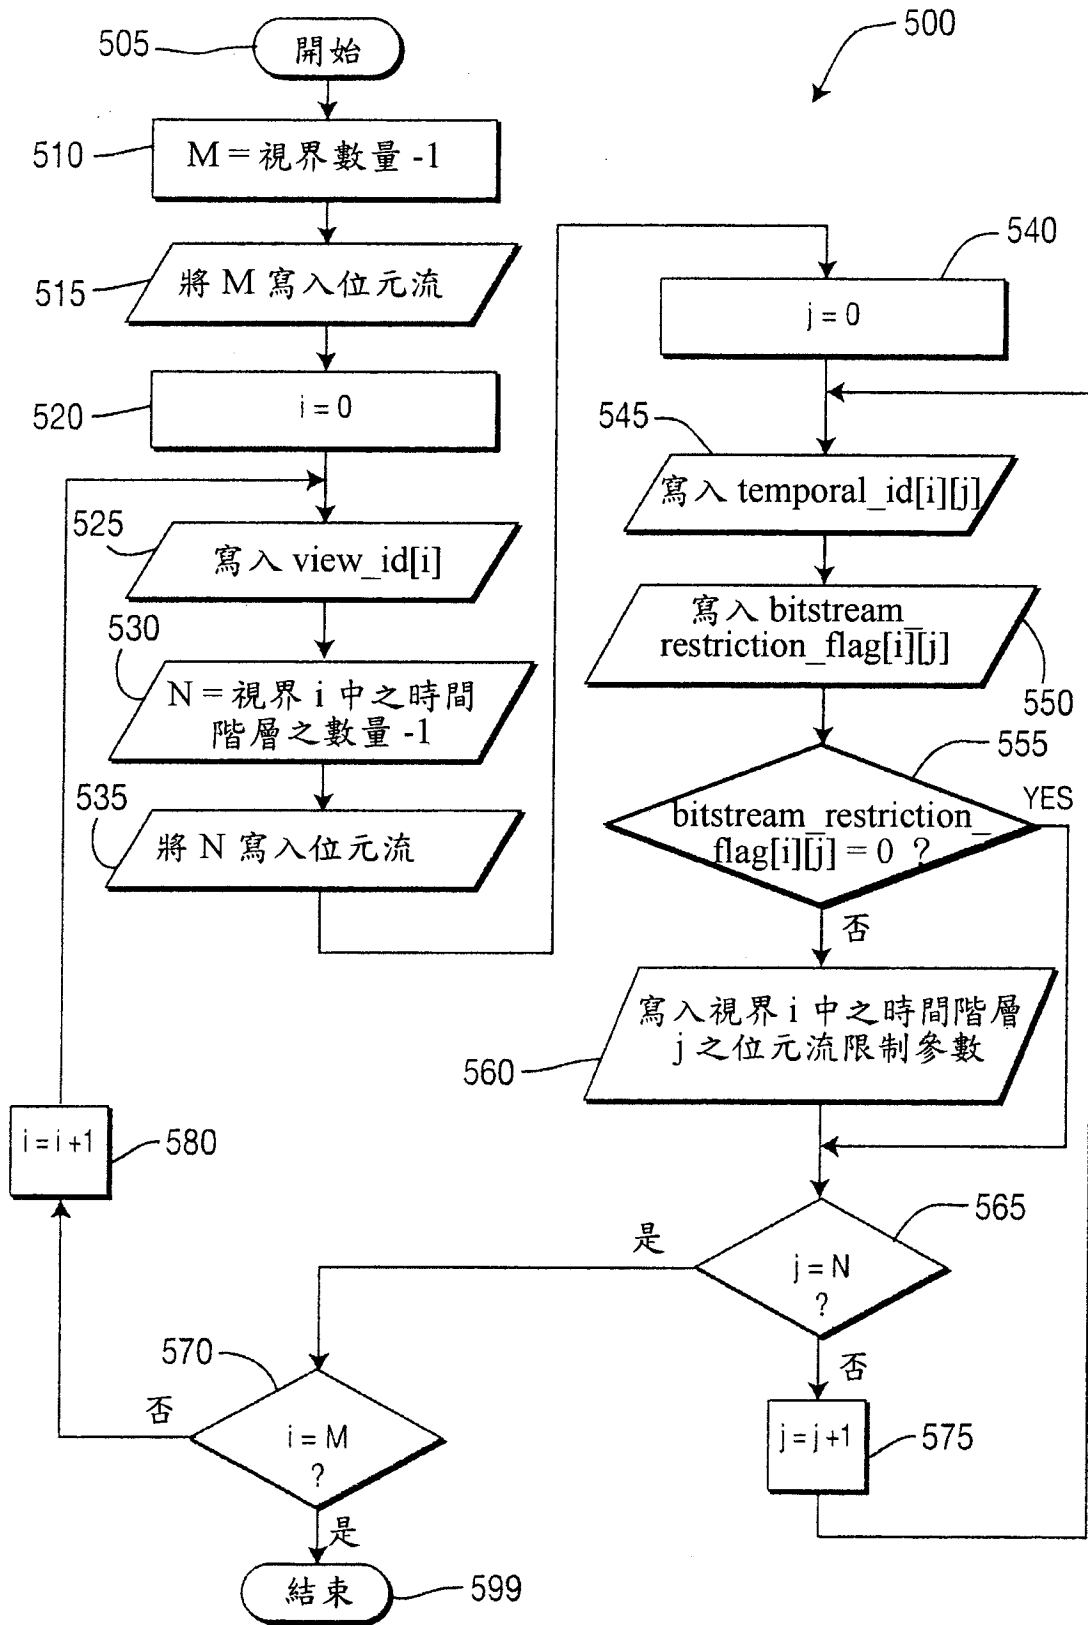 500
505
開始
510
M = 視界數量 -1
515
將 M 寫入位元流
520
i = 0
525
寫入 view_id[i]
530
N = 視界 i 中之時間
階層之數量 -1
535
將 N 寫入位元流
540
j = 0
545
寫入 temporal_id[i][j]
寫入 bitstream_
restriction_flag[i][j]
550
555
bitstream_restriction_
flag[i][j] = 0 ?
YES
否
寫入視界 i 中之時間階層
j 之位元流限制參數
560
565
j = N
?
是
否
j = j+1
575
570
i = M
?
否
是
i = i+1
580
結束
599